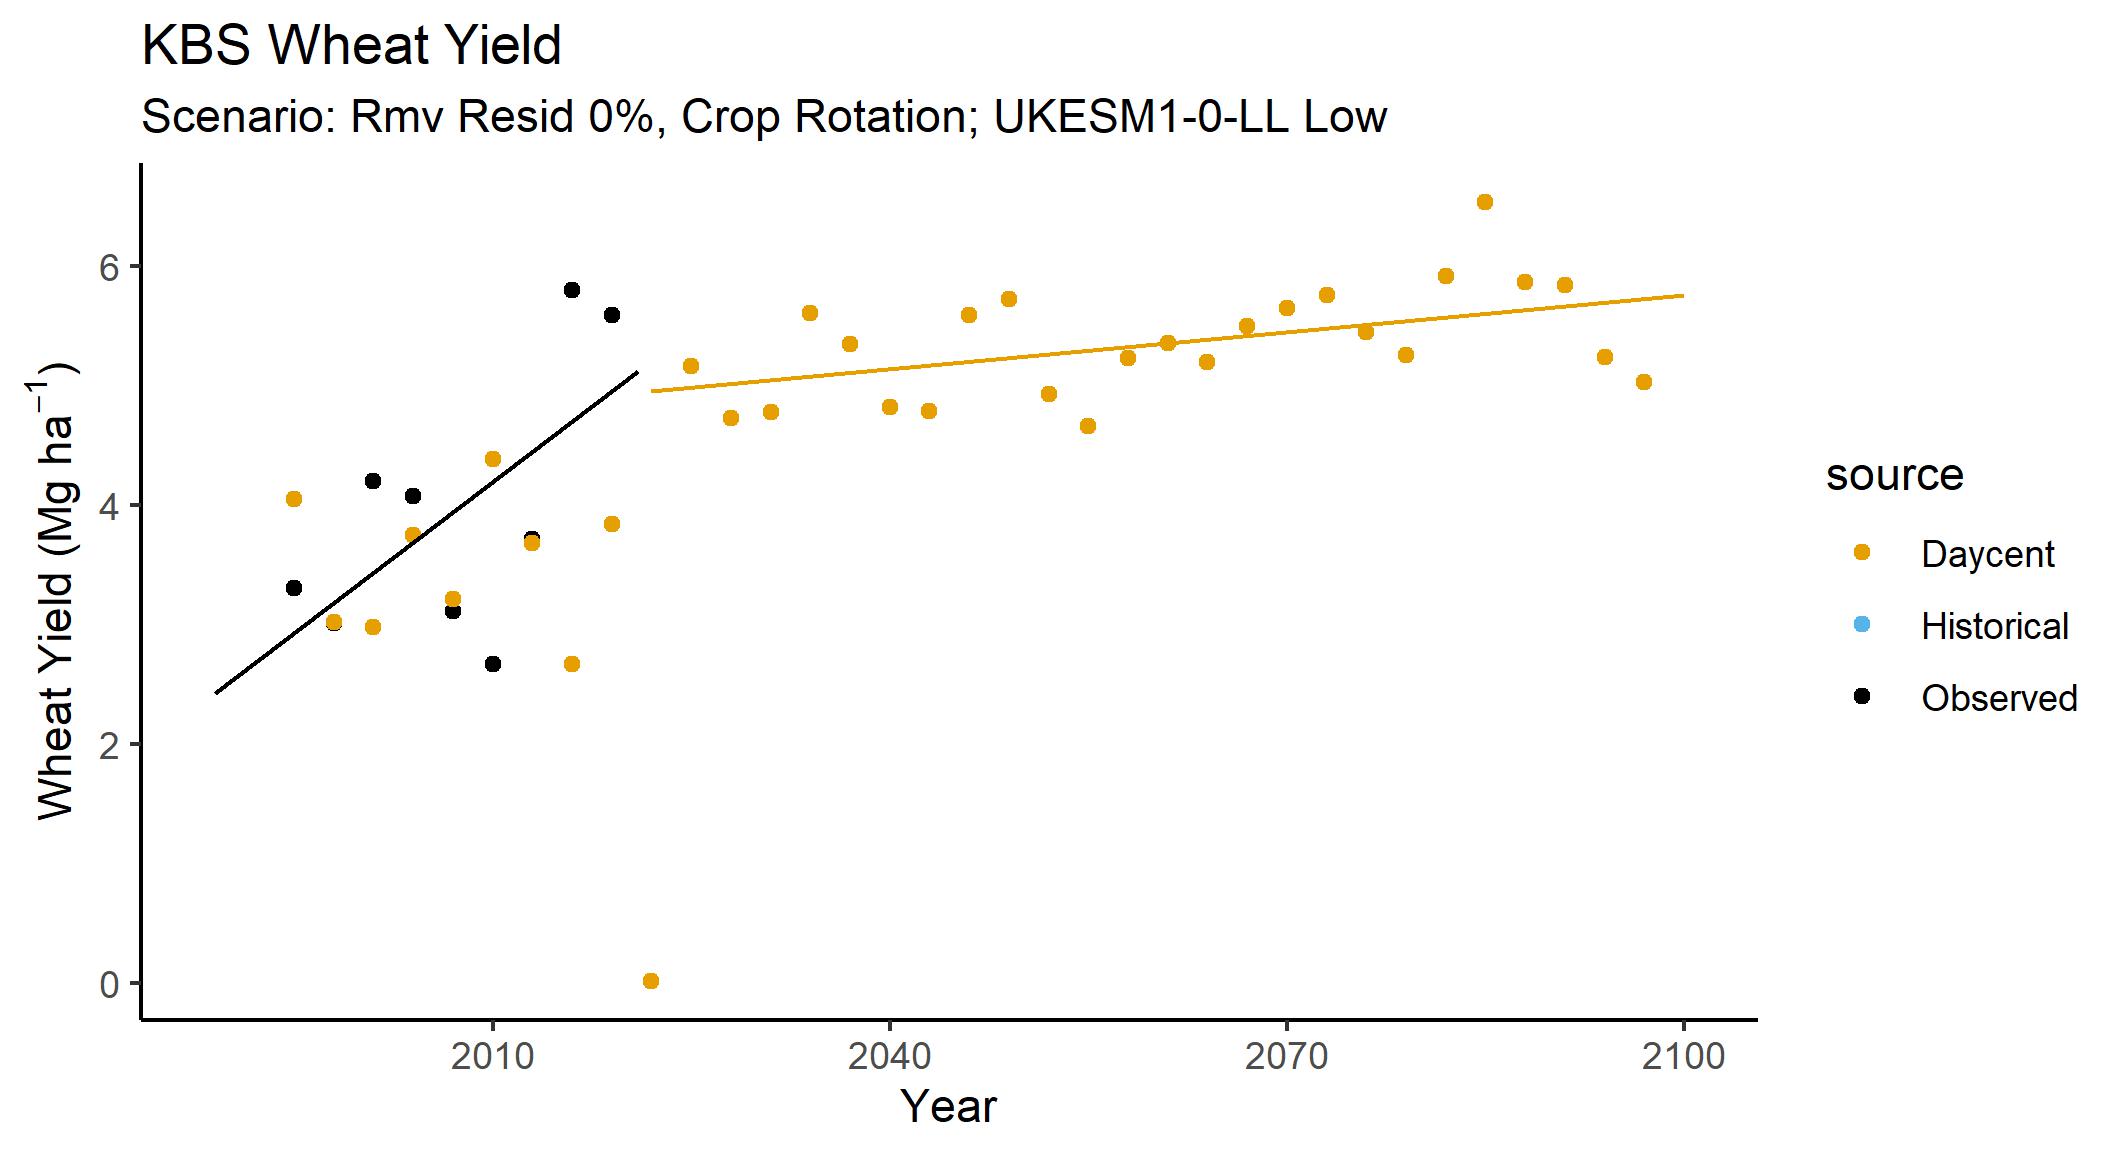 KBS Wheat Yield
Scenario: Rmv Resid 0%, Crop Rotation; UKESM1-0-LL Low
Wheat Yield (Mg ha⁻¹)
6
4
2
0
2010
2040
2070
2100
Year
source
Daycent
Historical
Observed